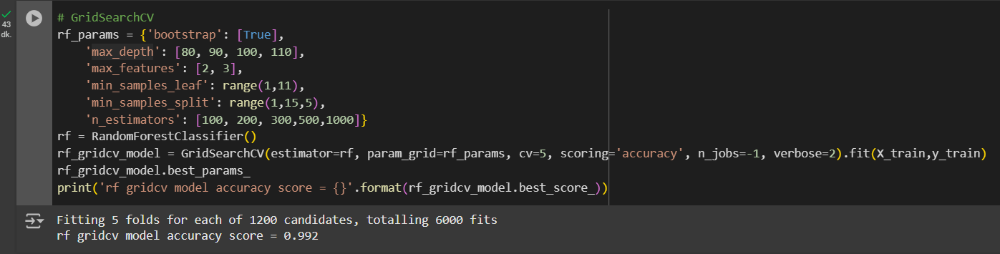 # GridSearchCV
43
dk.
rf_params = {'bootstrap': [True],
'max_depth': [80, 90, 100, 110],
'max_features': [2, 3],
'min_samples_leaf': range(1,11),
'min_samples_split': range(1,15,5),
'n_estimators': [100, 200, 300,500,1000]}
rf = RandomForestClassifier()
rf_gridcv_model = GridSearchCV(estimator=rf, param_grid=rf_params, cv=5, scoring='accuracy', n_jobs=-1, verbose=2).fit(X_train,y_train)
rf_gridcv_model.best_params_
print('rf gridcv model accuracy score = {}'.format(rf_gridcv_model.best_score_))
Fitting 5 folds for each of 1200 candidates, totalling 6000 fits
rf gridcv model accuracy score = 0.992